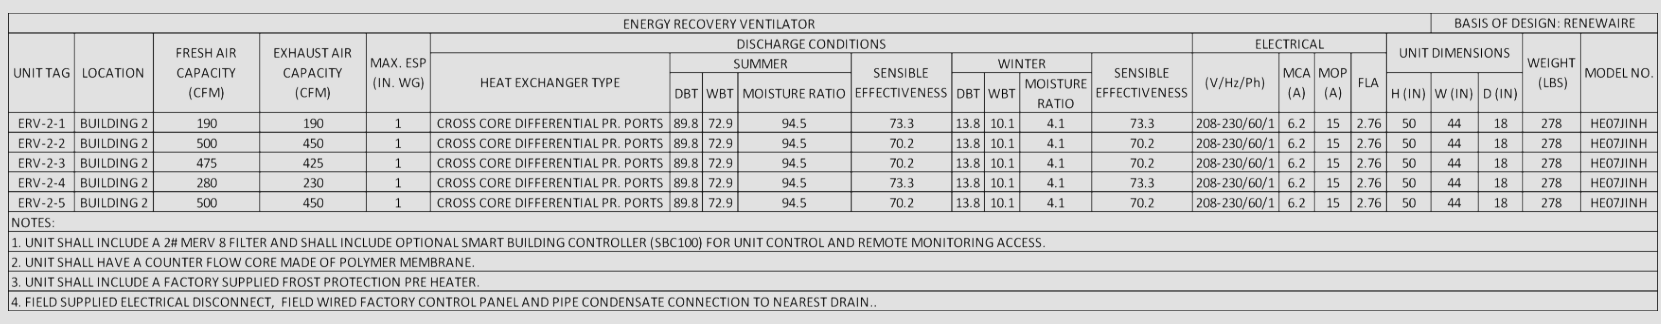 ENERGY RECOVERY VENTILATOR BASIS OF DESIGN: RENEWAIRE
UNIT TAG LOCATION FRESH AIR CAPACITY (CFM) EXHAUST AIR CAPACITY (CFM) MAX. ESP (IN. WG) DISCHARGE CONDITIONS ELECTRICAL UNIT DIMENSIONS WEIGHT (LBS) MODEL NO.
HEAT EXCHANGER TYPE SUMMER SENSIBLE EFFECTIVENESS WINTER SENSIBLE EFFECTIVENESS (V/Hz/Ph) MCA (A) MOP (A) FLA
DBT WBT MOISTURE RATIO DBT WBT MOISTURE RATIO H (IN) W (IN) D (IN)
ERV-2-1 BUILDING 2 190 190 1 CROSS CORE DIFFERENTIAL PR. PORTS 89.8 72.9 94.5 73.3 13.8 10.1 4.1 73.3 208-230/60/1 6.2 15 2.76 50 44 18 278 HE07JINH
ERV-2-2 BUILDING 2 500 450 1 CROSS CORE DIFFERENTIAL PR. PORTS 89.8 72.9 94.5 70.2 13.8 10.1 4.1 70.2 208-230/60/1 6.2 15 2.76 50 44 18 278 HE07JINH
ERV-2-3 BUILDING 2 475 425 1 CROSS CORE DIFFERENTIAL PR. PORTS 89.8 72.9 94.5 70.2 13.8 10.1 4.1 70.2 208-230/60/1 6.2 15 2.76 50 44 18 278 HE07JINH
ERV-2-4 BUILDING 2 280 230 1 CROSS CORE DIFFERENTIAL PR. PORTS 89.8 72.9 94.5 73.3 13.8 10.1 4.1 73.3 208-230/60/1 6.2 15 2.76 50 44 18 278 HE07JINH
ERV-2-5 BUILDING 2 500 450 1 CROSS CORE DIFFERENTIAL PR. PORTS 89.8 72.9 94.5 70.2 13.8 10.1 4.1 70.2 208-230/60/1 6.2 15 2.76 50 44 18 278 HE07JINH
NOTES:
1. UNIT SHALL INCLUDE A 2# MERV 8 FILTER AND SHALL INCLUDE OPTIONAL SMART BUILDING CONTROLLER (SBC100) FOR UNIT CONTROL AND REMOTE MONITORING ACCESS.
2. UNIT SHALL HAVE A COUNTER FLOW CORE MADE OF POLYMER MEMBRANE.
3. UNIT SHALL INCLUDE A FACTORY SUPPLIED FROST PROTECTION PRE HEATER.
4. FIELD SUPPLIED ELECTRICAL DISCONNECT, FIELD WIRED FACTORY CONTROL PANEL AND PIPE CONDENSATE CONNECTION TO NEAREST DRAIN..